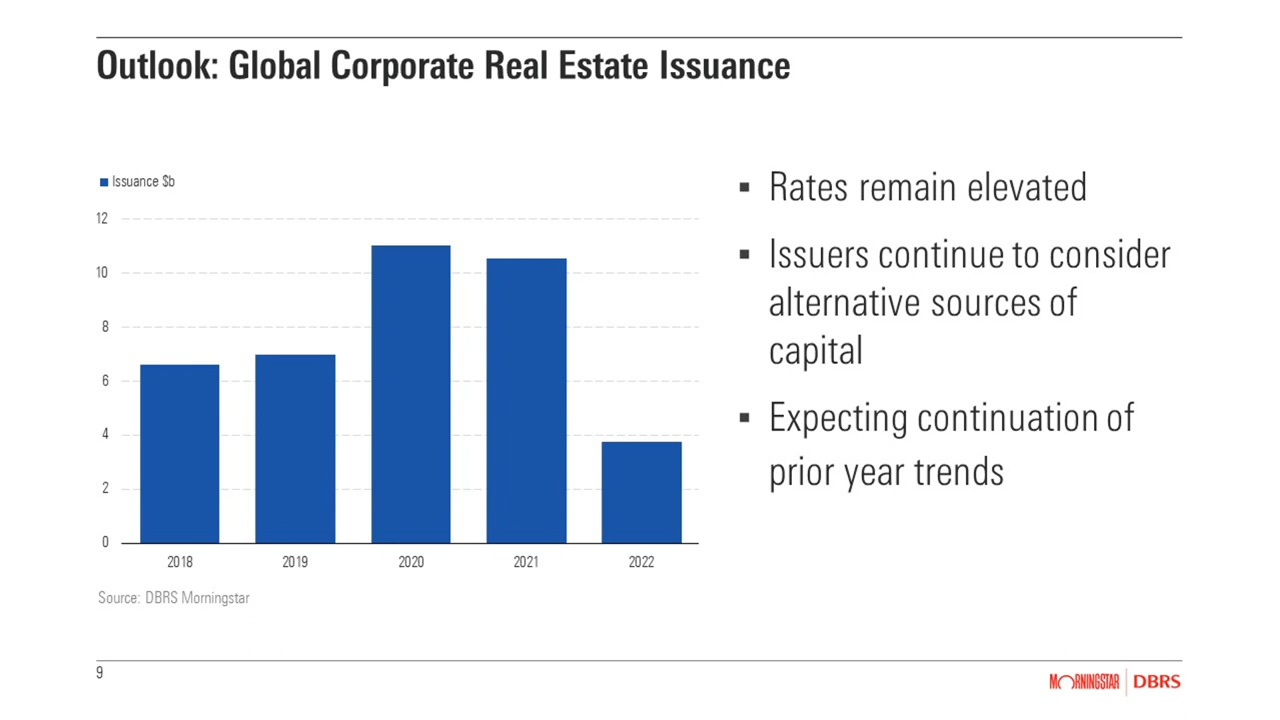 Outlook: Global Corporate Real Estate Issuance
Issuance $b
12
10
8
6
4
2
0
2018 2019 2020 2021 2022
Source: DBRS Morningstar
▪ Rates remain elevated
▪ Issuers continue to consider
alternative sources of
capital
▪ Expecting continuation of
prior year trends
9
MORNINGSTAR | DBRS